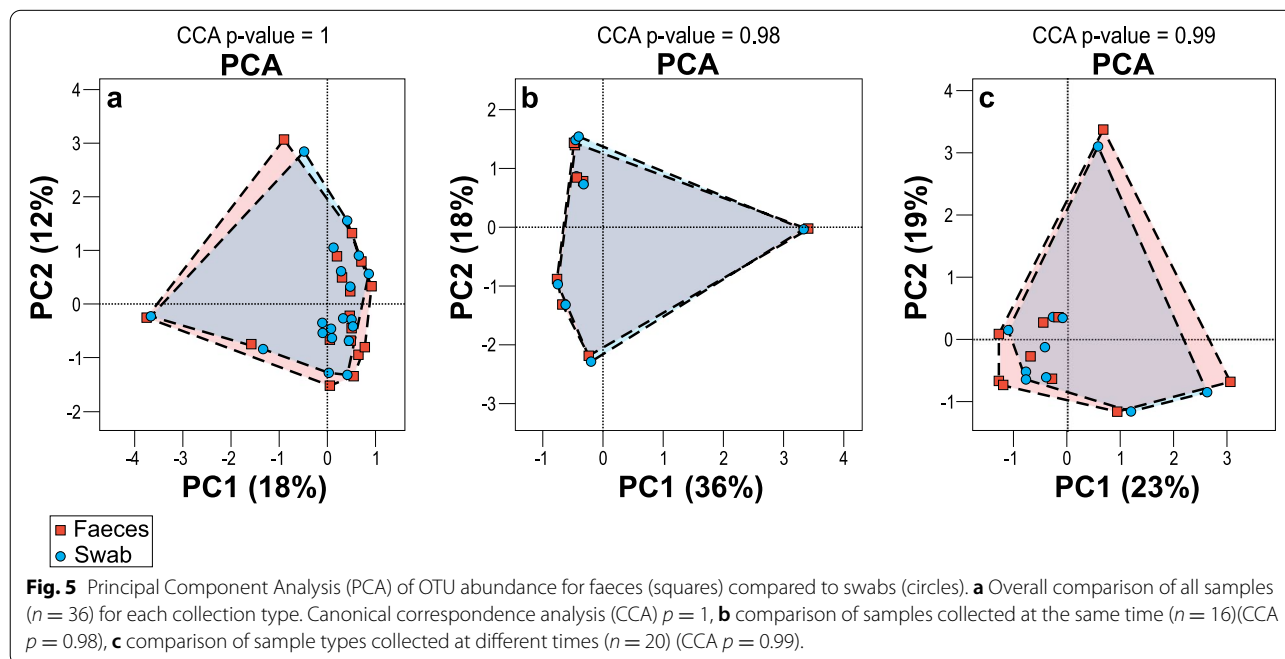 CCA p-value = 1
PCA
a
PC2 (12%)
4
3
2
1
0
-1
-2
-4
-3
-2
-1
0
1
PC1 (18%)
CCA p-value = 0.98
PCA
b
PC2 (18%)
2
1
0
-1
-2
-3
-1
0
1
2
3
4
PC1 (36%)
CCA p-value = 0.99
PCA
c
PC2 (19%)
4
3
2
1
0
-1
-1
0
1
2
3
PC1 (23%)
Faeces
Swab
Fig. 5 Principal Component Analysis (PCA) of OTU abundance for faeces (squares) compared to swabs (circles). a Overall comparison of all samples
(n = 36) for each collection type. Canonical correspondence analysis (CCA) p = 1, b comparison of samples collected at the same time (n = 16)(CCA
p = 0.98), c comparison of sample types collected at different times (n = 20) (CCA p = 0.99).